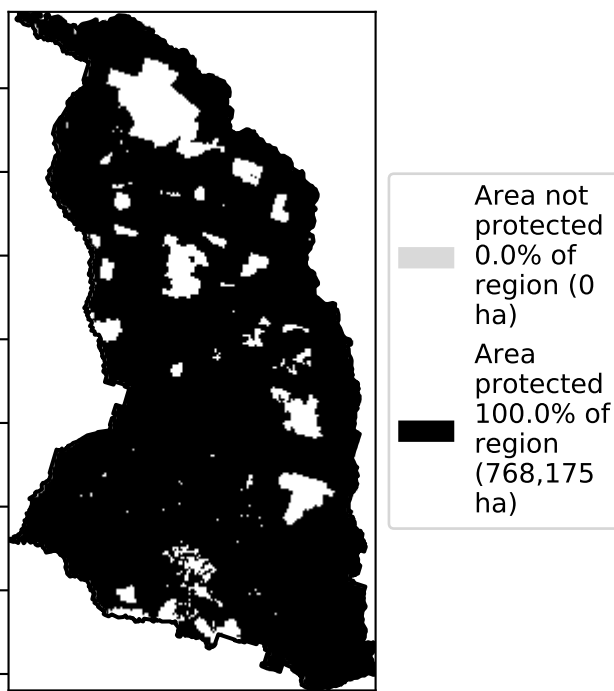 Area not
protected
0.0% of
region (0
ha)
Area
protected
100.0% of
region
(768,175
ha)